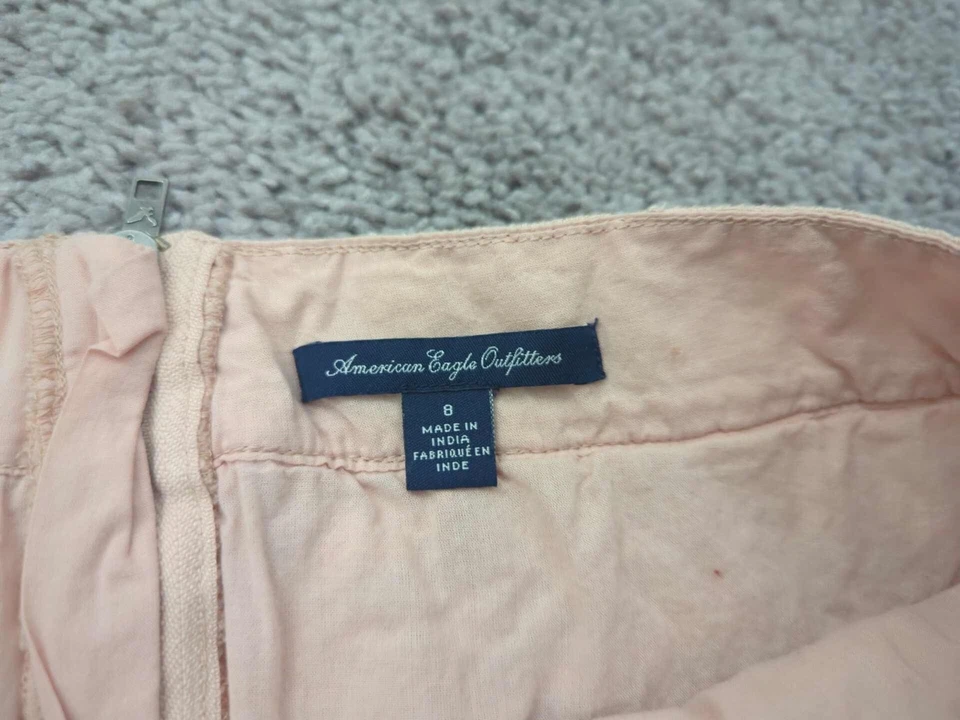 American Eagle Outfitters
8
MADE IN
INDIA
FABRIQUÉ EN
INDE